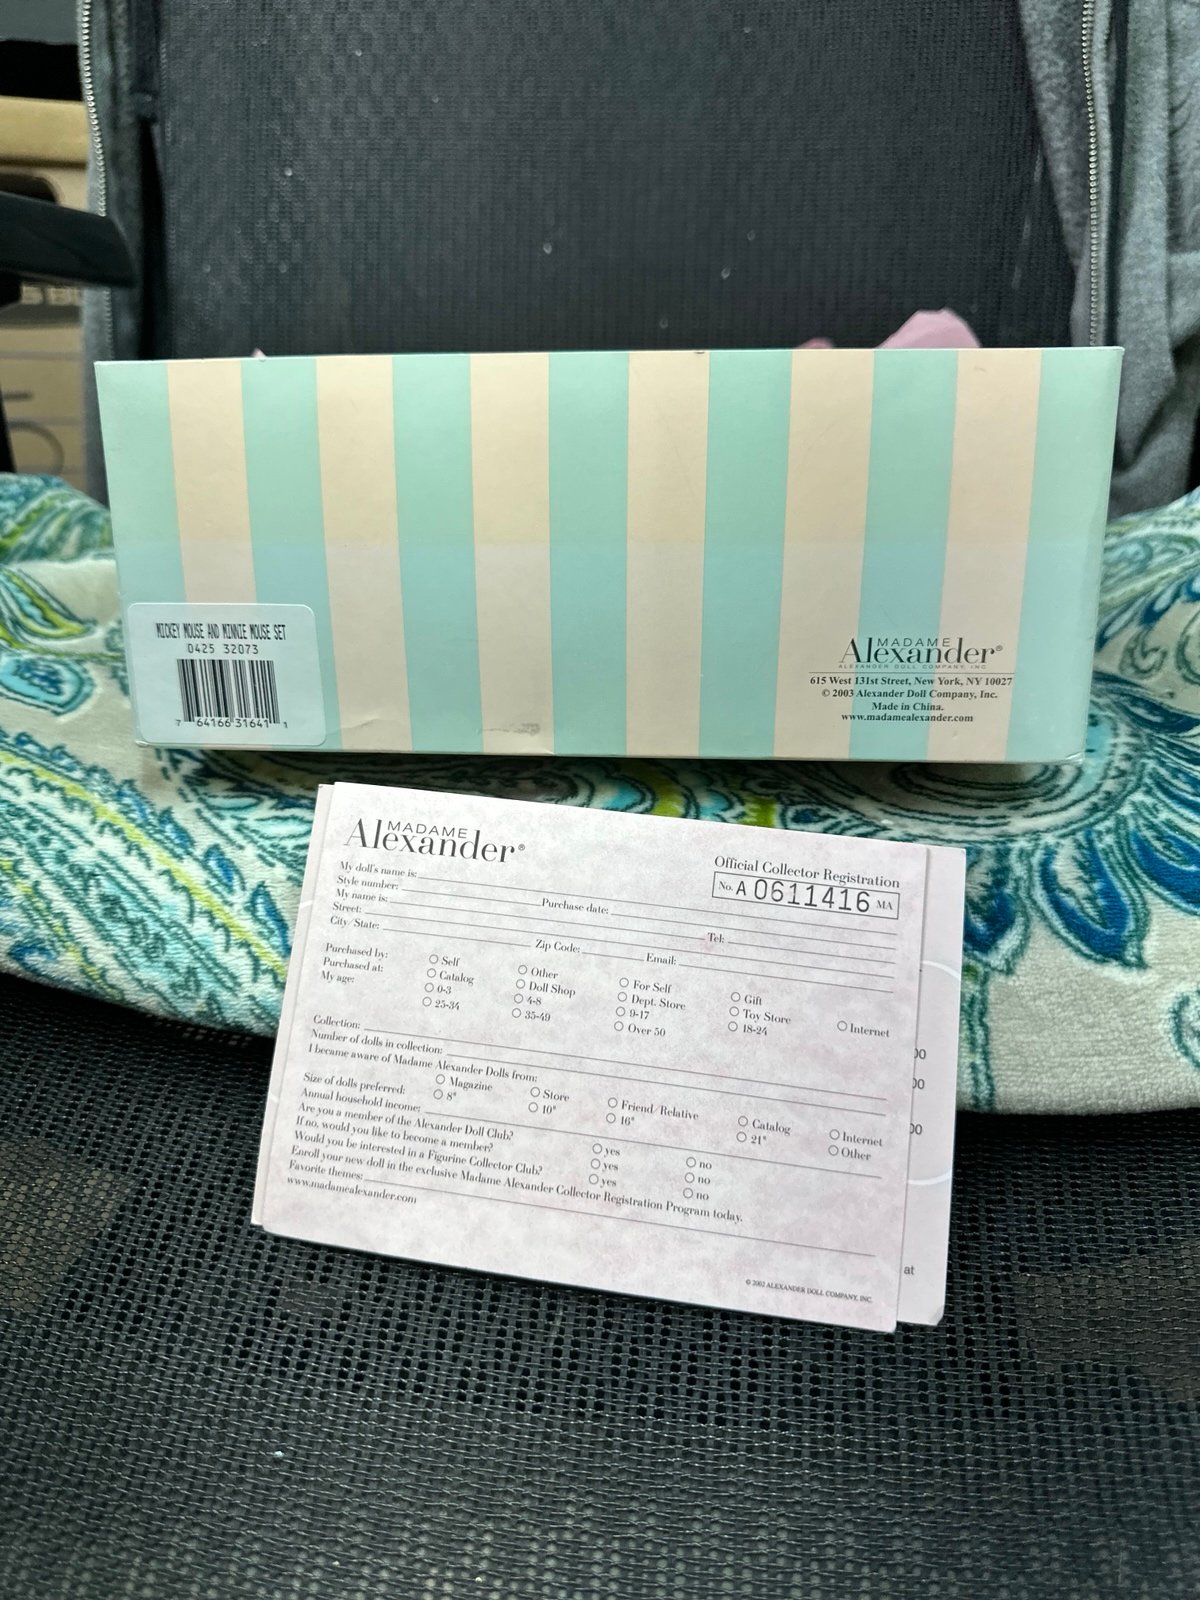 MICKEY MOUSE AND MINNIE MOUSE SET
0425 32073
7 64166 31641 1
MADAME
Alexander®
ALEXANDER DOLL COMPANY, INC
615 West 131st Street, New York, NY 10027
© 2003 Alexander Doll Company, Inc.
Made in China.
www.madamealexander.com
MADAME
Alexander®
Official Collector Registration
No. A 0611416 MA
My doll's name is:
Style number: Purchase date:
My name is:
Street: Tel:
City/State: Zip Code: Email:
Purchased by: Self Other For Self Gift
Purchased at: Catalog Doll Shop Dept. Store Toy Store Internet
My age: 0-3 4-8 9-17 18-24
25-34 35-49 Over 50
Collection:
Number of dolls in collection:
I became aware of Madame Alexander Dolls from:
Magazine Store Friend/Relative Catalog Internet
Size of dolls preferred: 8" 10" 16" 21" Other
Annual household income:
Are you a member of the Alexander Doll Club? yes no
If no, would you like to become a member? yes no
Would you be interested in a Figurine Collector Club? yes no
Enroll your new doll in the exclusive Madame Alexander Collector Registration Program today.
Favorite themes:
www.madamealexander.com
© 2002 ALEXANDER DOLL COMPANY, INC.
at